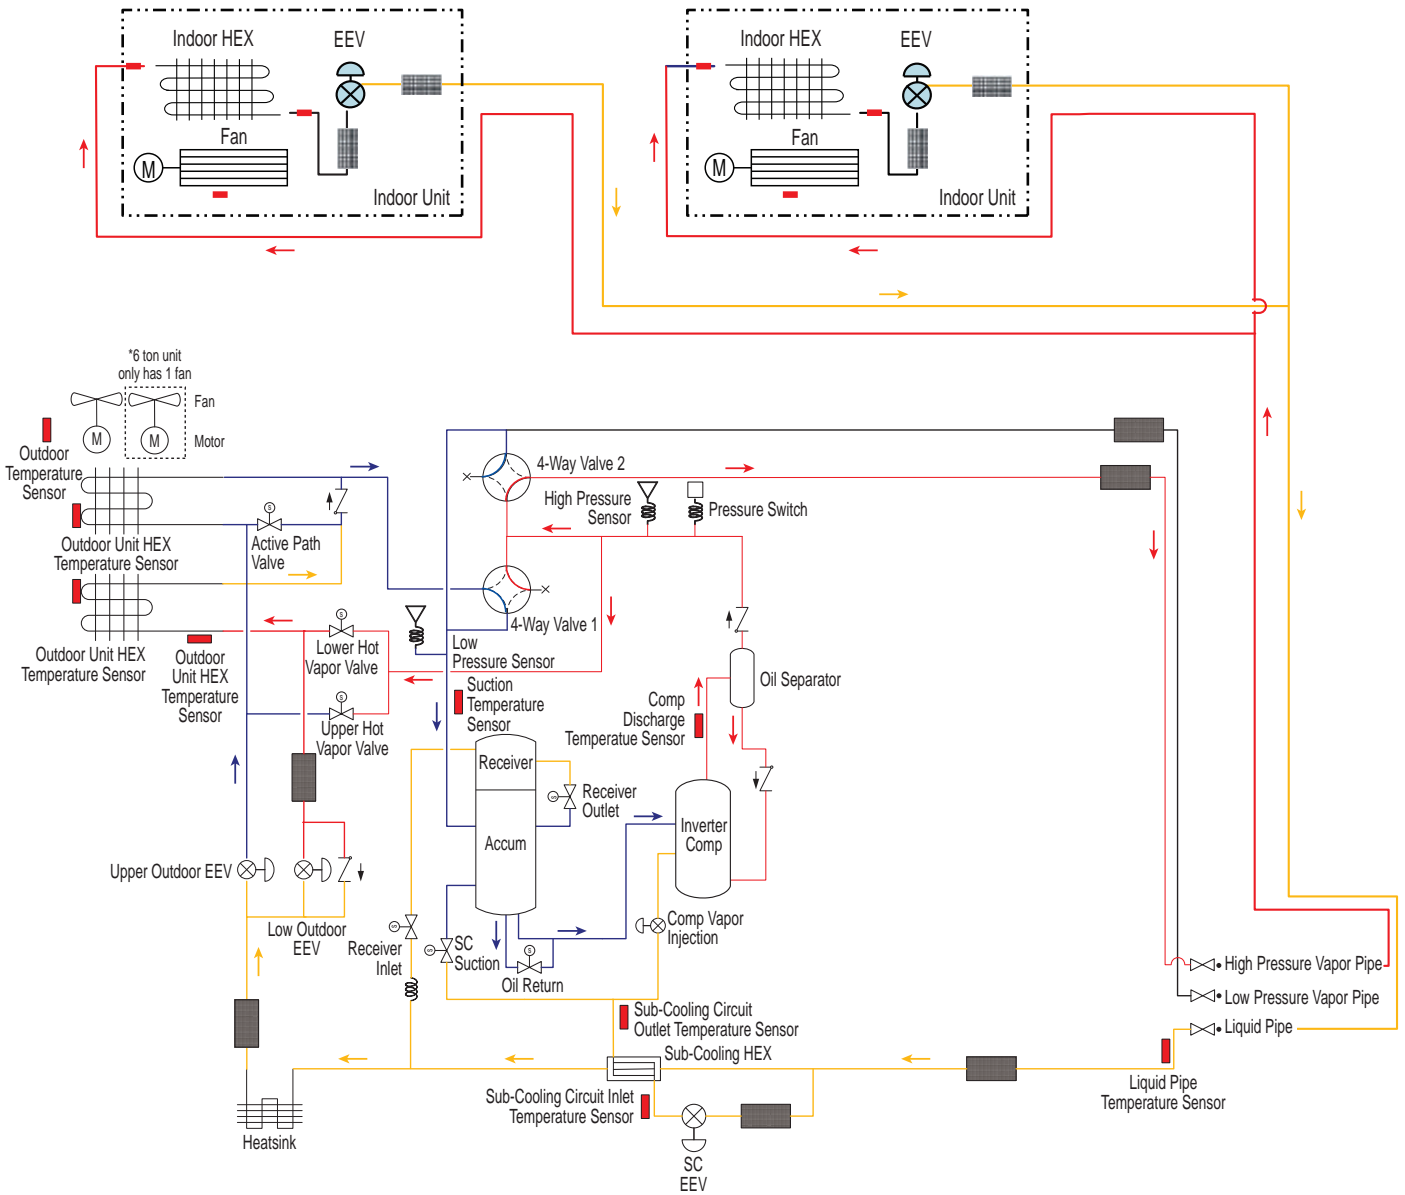 Indoor HEX
EEV
Fan
M
Indoor Unit
Indoor HEX
EEV
Fan
M
Indoor Unit
*6 ton unit
only has 1 fan
Fan
M
M
Motor
Outdoor
Temperature
Sensor
4-Way Valve 2
High Pressure
Sensor
Pressure Switch
S
Active Path
Valve
Outdoor Unit HEX
Temperature Sensor
4-Way Valve 1
S
Lower Hot
Vapor Valve
Low
Pressure Sensor
Outdoor Unit HEX
Temperature Sensor
Outdoor
Unit HEX
Temperature
Sensor
Suction
Temperature
Sensor
Oil Separator
Comp
Discharge
Temperatue Sensor
S
Upper Hot
Vapor Valve
Receiver
S
Receiver
Outlet
Accum
Inverter
Comp
Upper Outdoor EEV
Low Outdoor
EEV
S
Receiver
Inlet
S
SC
Suction
S
Oil Return
Comp Vapor
Injection
High Pressure Vapor Pipe
Low Pressure Vapor Pipe
Liquid Pipe
Sub-Cooling Circuit
Outlet Temperature Sensor
Sub-Cooling HEX
Sub-Cooling Circuit Inlet
Temperature Sensor
Liquid Pipe
Temperature Sensor
Heatsink
SC
EEV